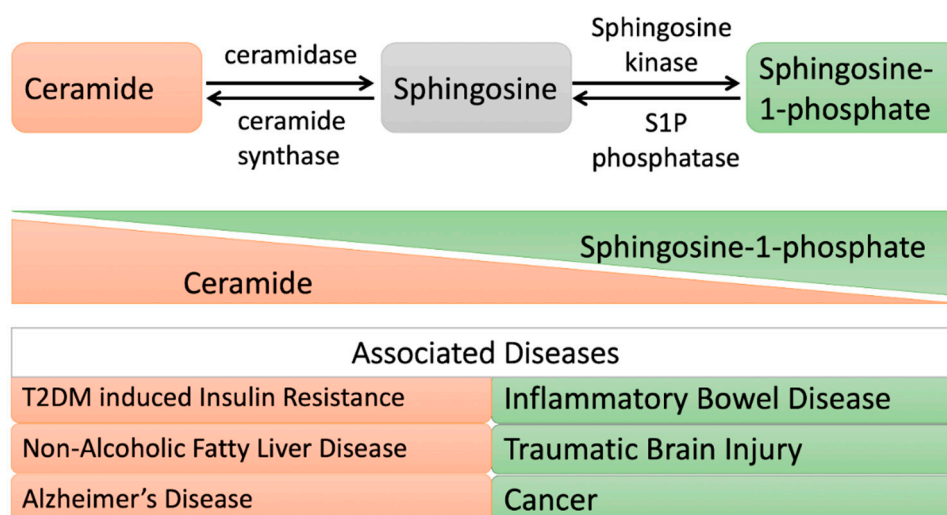 Ceramide
ceramidase
ceramide
synthase
Sphingosine
Sphingosine
kinase
S1P
phosphatase
Sphingosine-
1-phosphate
Sphingosine-1-phosphate
Ceramide
Associated Diseases
T2DM induced Insulin Resistance
Inflammatory Bowel Disease
Non-Alcoholic Fatty Liver Disease
Traumatic Brain Injury
Alzheimer’s Disease
Cancer